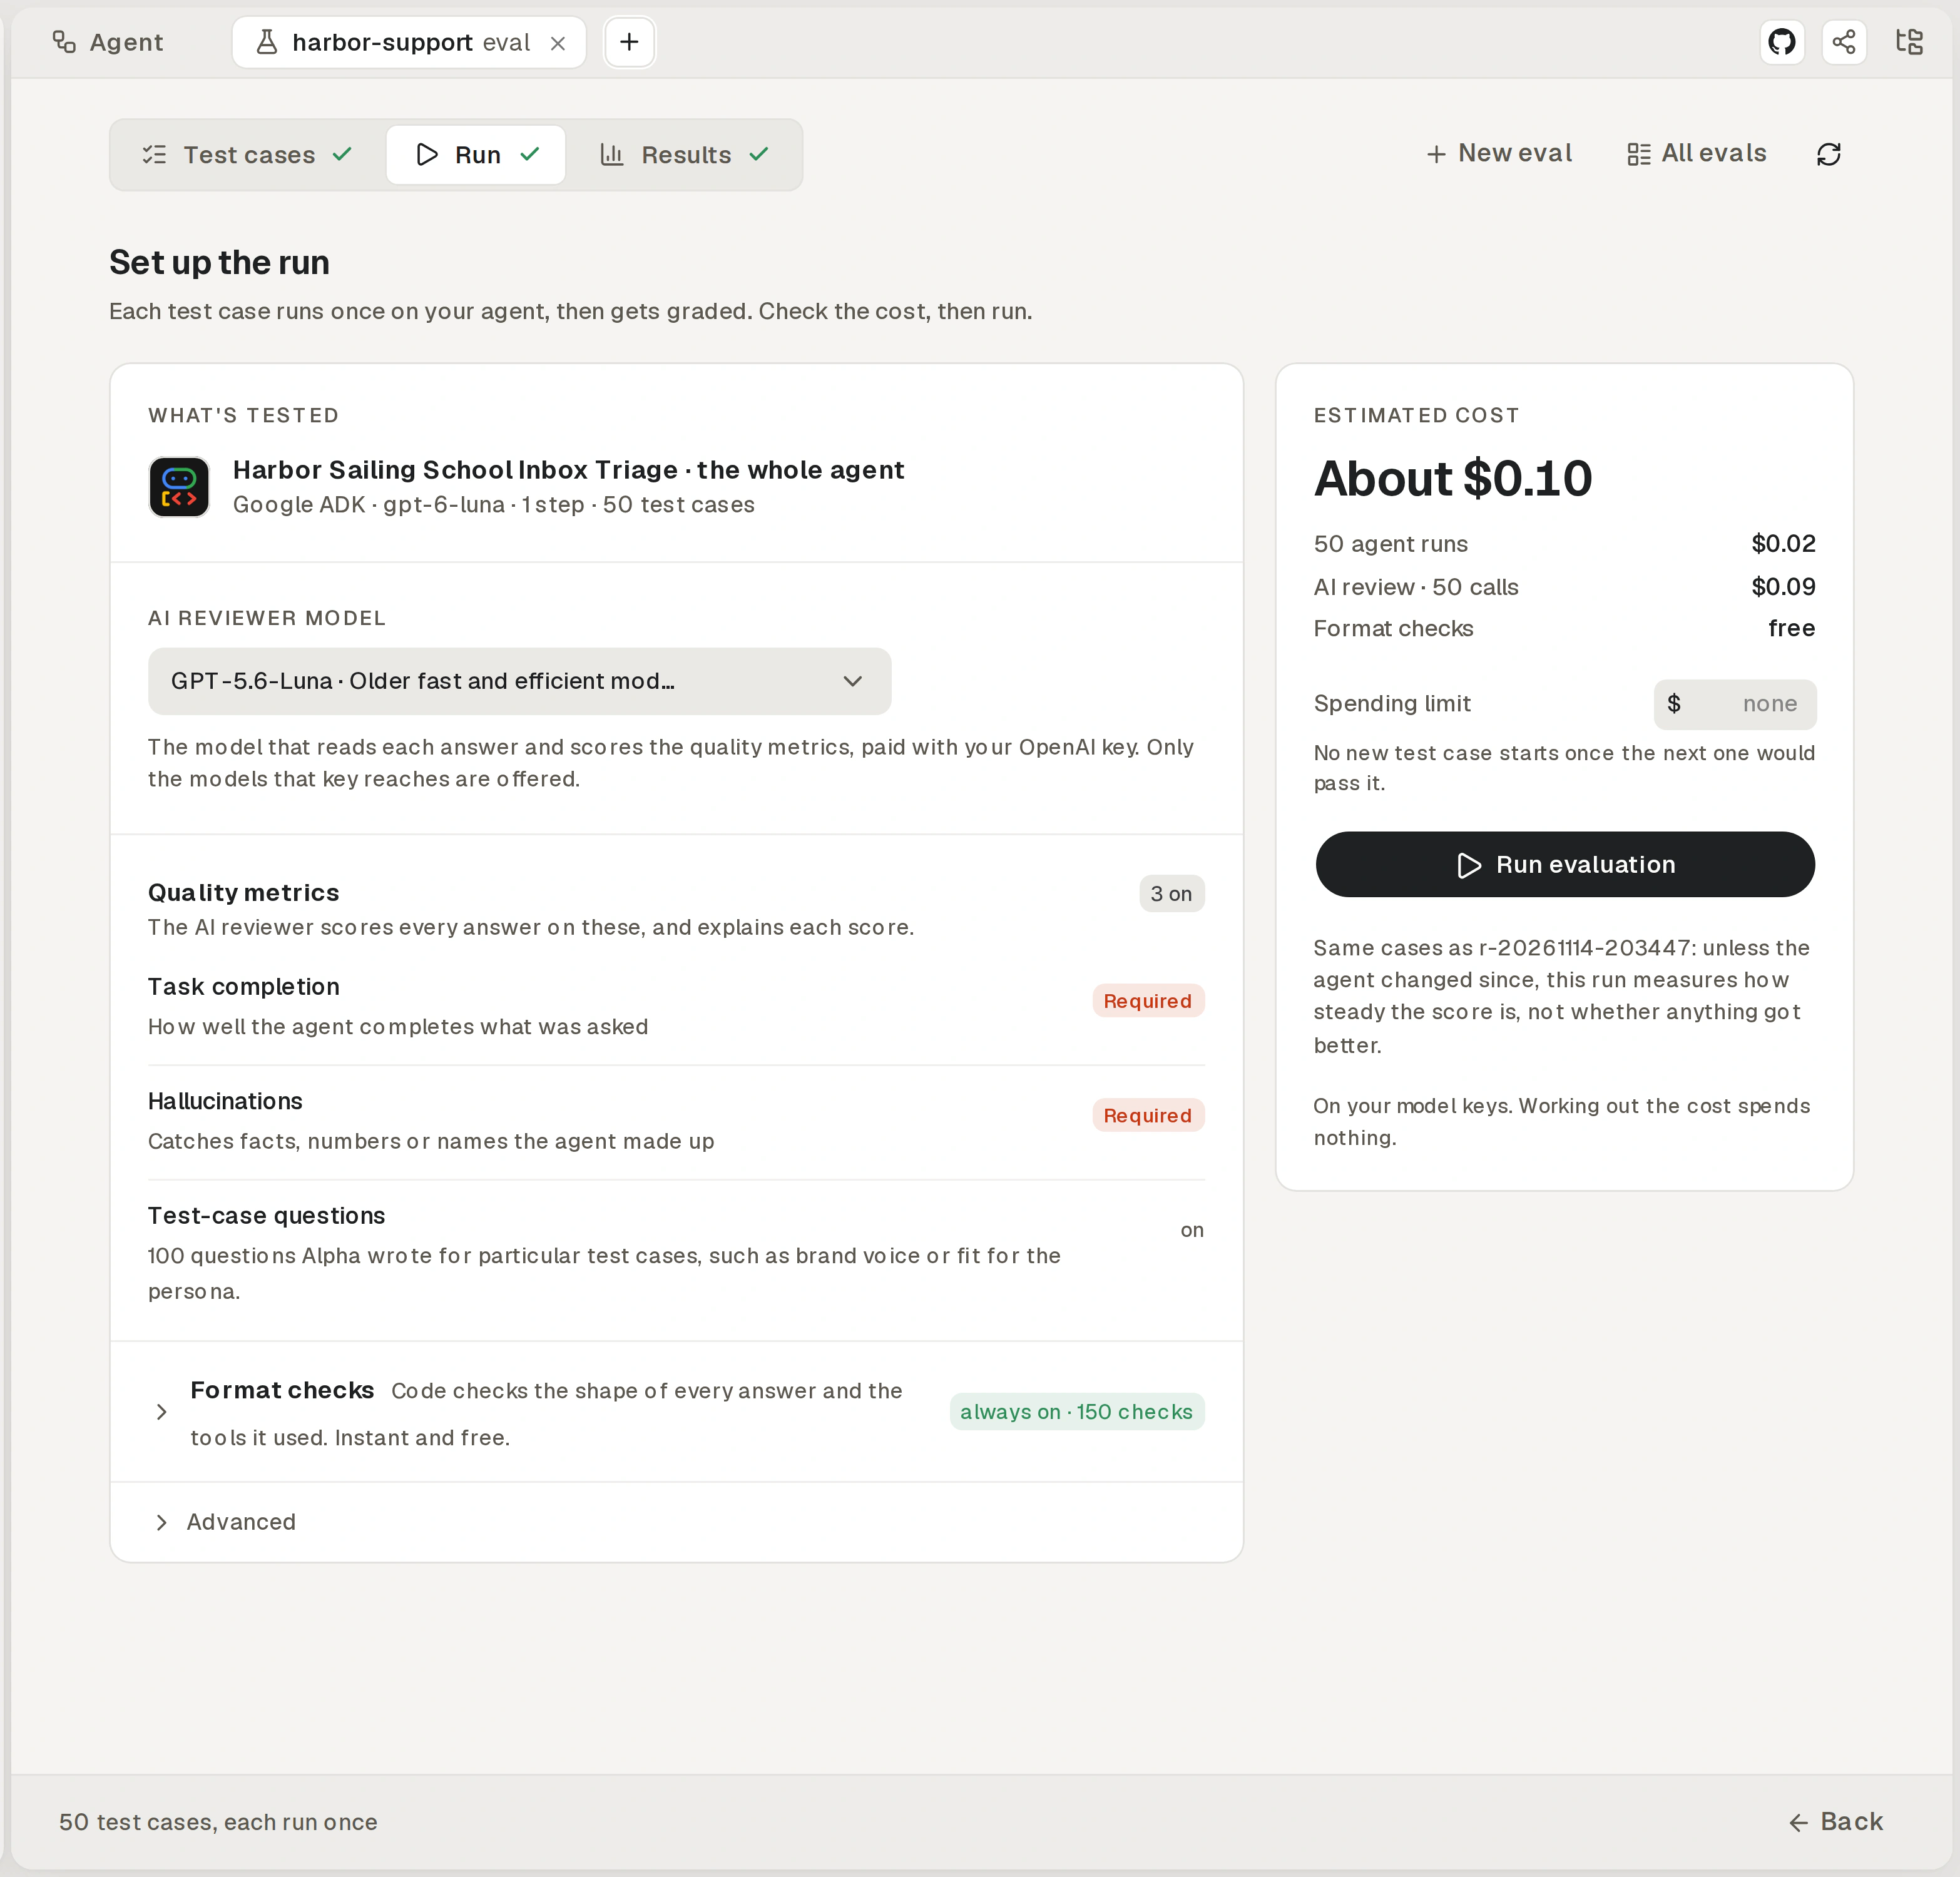 Agent
harbor-support eval
Test cases
Run
Results
New eval
All evals
Set up the run
Each test case runs once on your agent, then gets graded. Check the cost, then run.
WHAT'S TESTED
Harbor Sailing School Inbox Triage · the whole agent
Google ADK · gpt-6-luna · 1 step · 50 test cases
AI REVIEWER MODEL
GPT-5.6-Luna · Older fast and efficient mod...
The model that reads each answer and scores the quality metrics, paid with your OpenAI key. Only
the models that key reaches are offered.
Quality metrics
3 on
The AI reviewer scores every answer on these, and explains each score.
Task completion
Required
How well the agent completes what was asked
Hallucinations
Required
Catches facts, numbers or names the agent made up
Test-case questions
on
100 questions Alpha wrote for particular test cases, such as brand voice or fit for the
persona.
Format checks Code checks the shape of every answer and the
tools it used. Instant and free.
always on · 150 checks
Advanced
ESTIMATED COST
About $0.10
50 agent runs $0.02
AI review · 50 calls $0.09
Format checks free
Spending limit $ none
No new test case starts once the next one would
pass it.
Run evaluation
Same cases as r-20261114-203447: unless the
agent changed since, this run measures how
steady the score is, not whether anything got
better.
On your model keys. Working out the cost spends
nothing.
50 test cases, each run once
Back